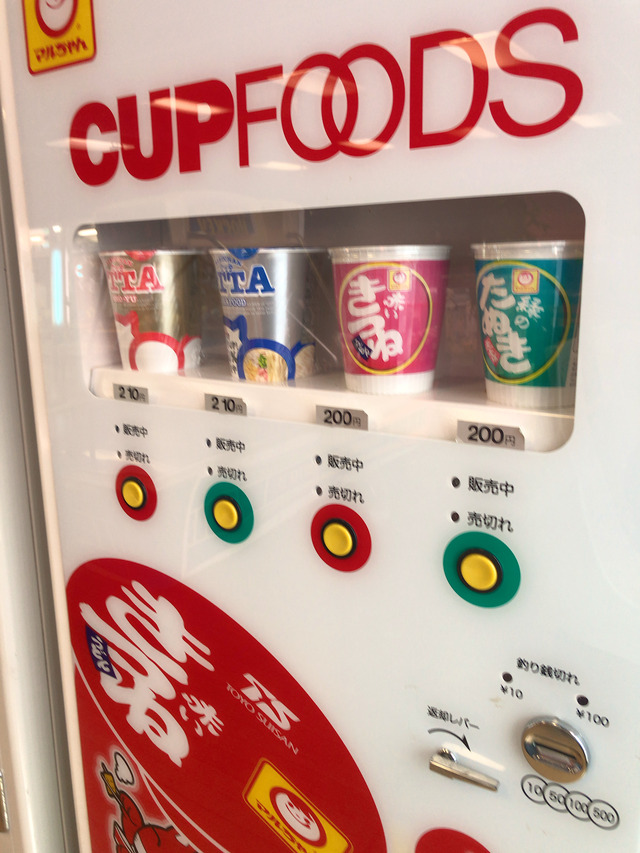 マルちゃん
CUPFOODS
TTA
TTA
赤い
きつね
緑の
たぬき
210円
210円
200円
200円
販売中
売切れ
販売中
売切れ
販売中
売切れ
販売中
売切れ
赤い
きつね
TS
TOYO SUISAN
マルちゃん
釣り銭切れ
¥10
¥100
返却レバー
10 50 100 500